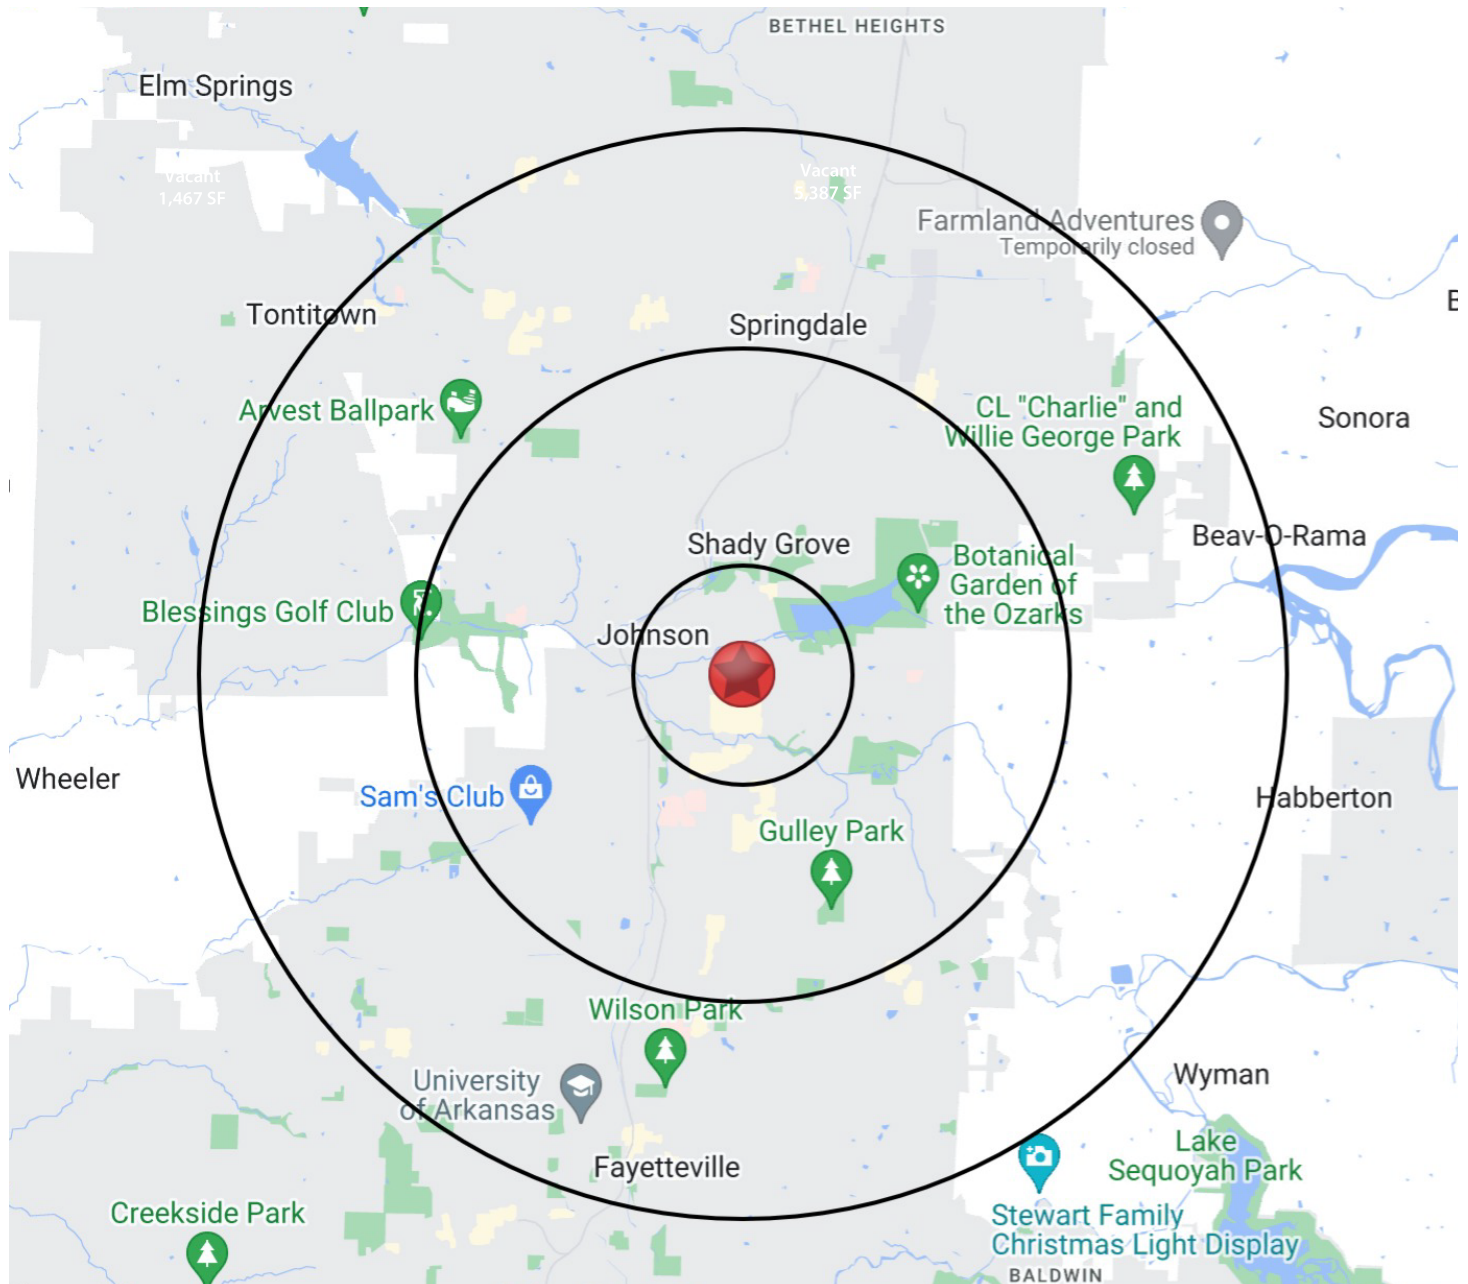 BETHEL HEIGHTS
Elm Springs
Vacant
1,467 SF
Vacant
5,387 SF
Farmland Adventures
Temporarily closed
Tontitown
Springdale
Arvest Ballpark
CL "Charlie" and
Willie George Park
Sonora
Shady Grove
Beav-O-Rama
Botanical
Garden of
the Ozarks
Blessings Golf Club
Johnson
Wheeler
Sam's Club
Habberton
Gulley Park
Wilson Park
University
of Arkansas
Wyman
Fayetteville
Lake
Sequoyah Park
Creekside Park
Stewart Family
Christmas Light Display
BALDWIN